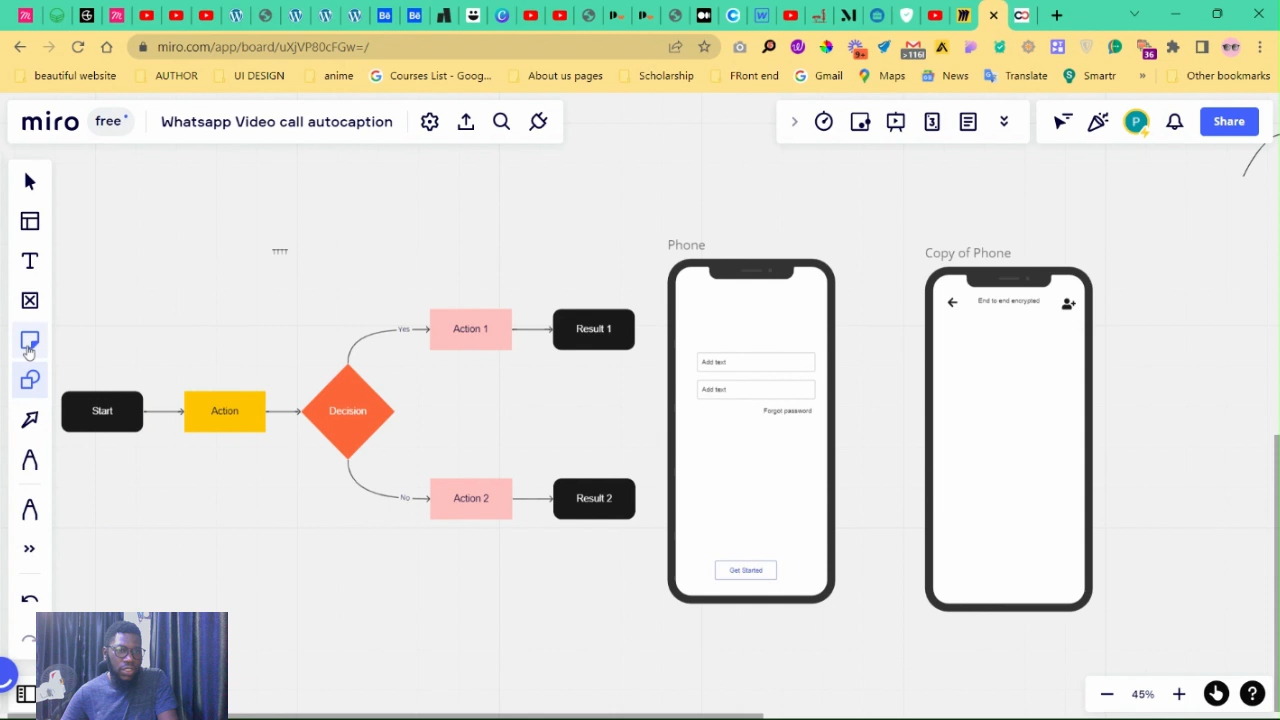 miro.com/app/board/uXjVP80cFGw=/
9+
>116k
36
beautiful website
AUTHOR
UI DESIGN
anime
Courses List - Goog...
About us pages
Scholarship
FRont end
Gmail
Maps
News
Translate
Smartr
»
Other bookmarks
miro
free
Whatsapp Video call autocaption
P
Share
Phone
Copy of Phone
End to end encrypted
Start
Action
Decision
Yes
Action 1
Result 1
No
Action 2
Result 2
Add text
Add text
Forgot password
Get Started
45%